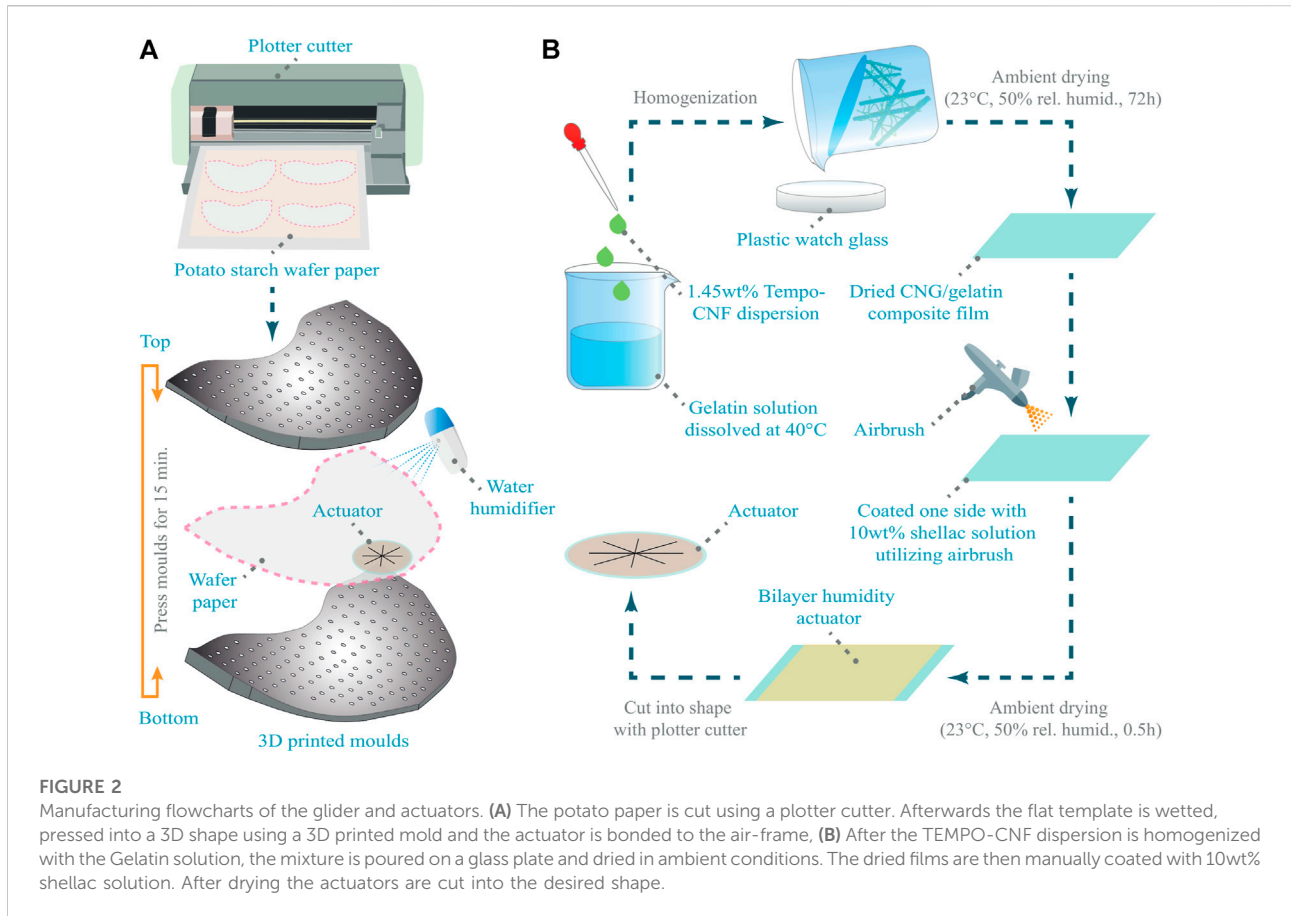 A
Plotter cutter
Potato starch wafer paper
Top
Press moulds for 15 min.
Water
humidifier
Actuator
Wafer
paper
Bottom
3D printed moulds
B
Homogenization
Ambient drying
(23°C, 50% rel. humid., 72h)
Plastic watch glass
1.45wt% Tempo-
CNF dispersion
Dried CNG/gelatin
composite film
Gelatin solution
dissolved at 40°C
Airbrush
Coated one side with
10wt% shellac solution
utilizing airbrush
Actuator
Bilayer humidity
actuator
Cut into shape
with plotter cutter
Ambient drying
(23°C, 50% rel. humid., 0.5h)
FIGURE 2
Manufacturing flowcharts of the glider and actuators. (A) The potato paper is cut using a plotter cutter. Afterwards the flat template is wetted,
pressed into a 3D shape using a 3D printed mold and the actuator is bonded to the air-frame, (B) After the TEMPO-CNF dispersion is homogenized
with the Gelatin solution, the mixture is poured on a glass plate and dried in ambient conditions. The dried films are then manually coated with 10wt%
shellac solution. After drying the actuators are cut into the desired shape.